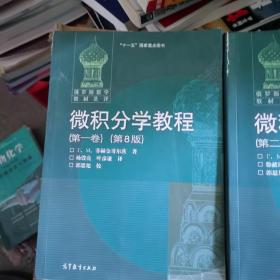 "十一五"国家重点图书
俄罗斯数学
教材选译
微积分学教程
(第一卷) (第8版)
Г. М. 菲赫金哥尔茨 著
杨弢亮 叶彦谦 译
郭思旭 校
高等教育出版社
俄罗斯数
教材
微积
(第二
Г. М.
郭思
化学